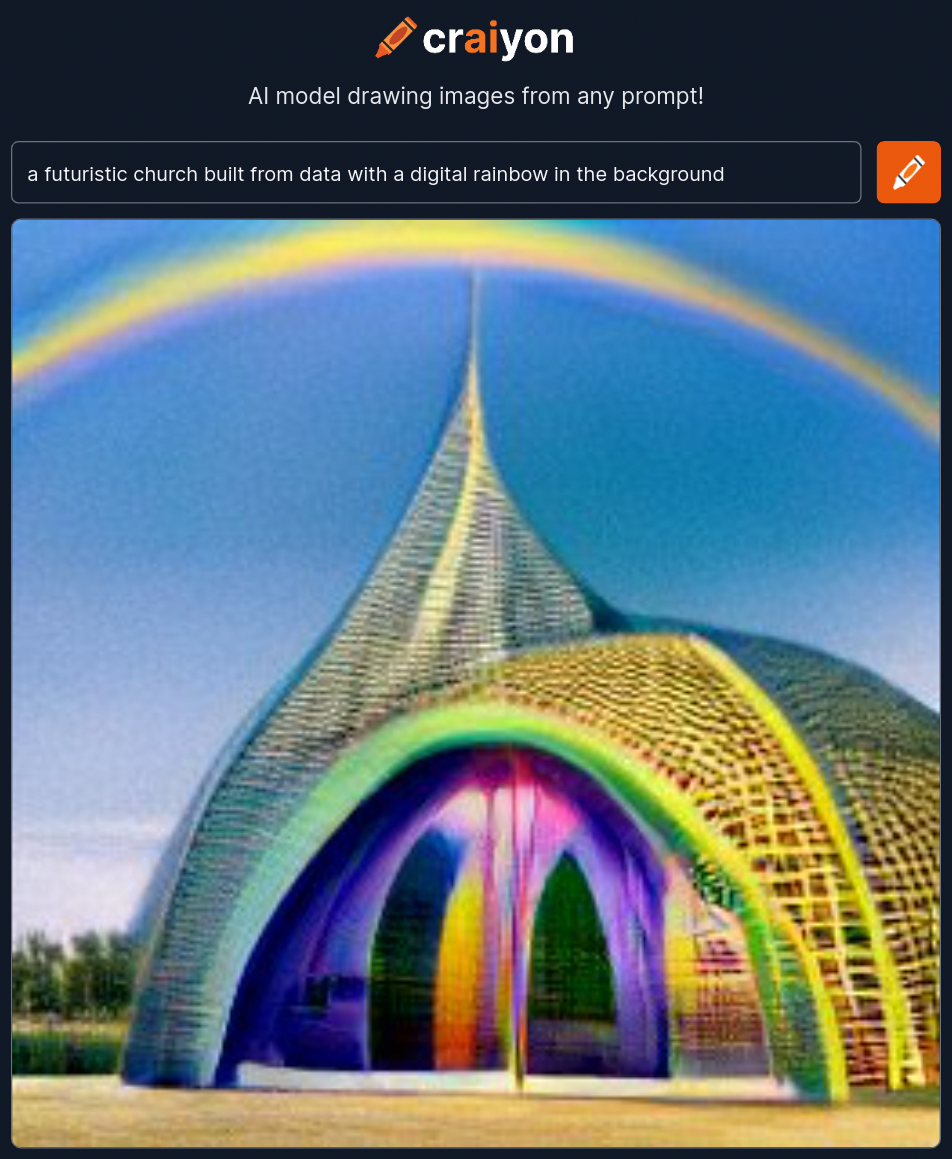 craiyon
AI model drawing images from any prompt!
a futuristic church built from data with a digital rainbow in the background